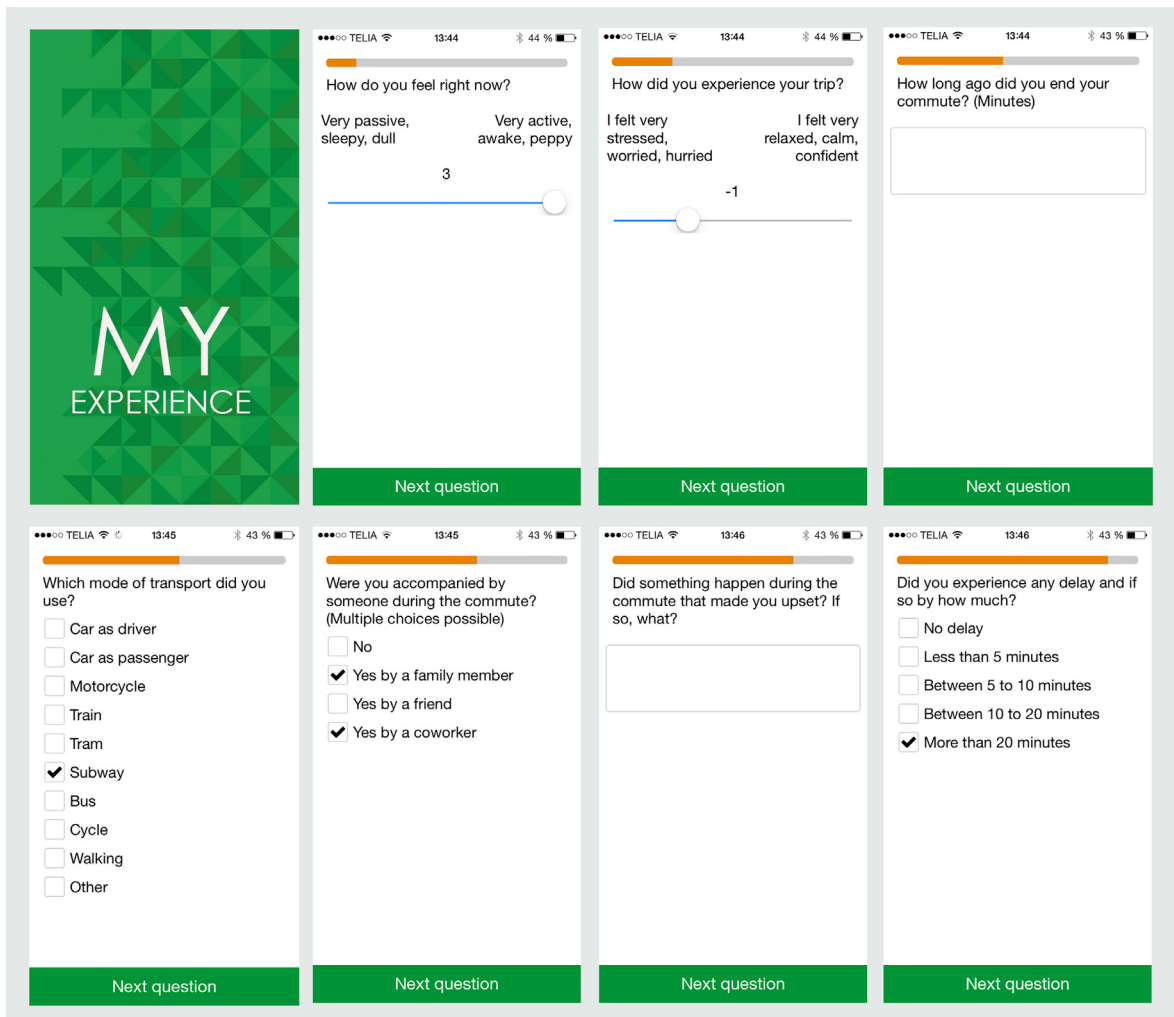 MY
EXPERIENCE
●●●○○ TELIA 13:44 44 %
How do you feel right now?
Very passive, sleepy, dull
Very active, awake, peppy
3
Next question
●●●●○ TELIA 13:44 44 %
How did you experience your trip?
I felt very stressed, worried, hurried
I felt very relaxed, calm, confident
-1
Next question
●●●○○ TELIA 13:44 43 %
How long ago did you end your
commute? (Minutes)
Next question
●●●○○ TELIA 13:45 43 %
Which mode of transport did you
use?
Car as driver
Car as passenger
Motorcycle
Train
Tram
Subway
Bus
Cycle
Walking
Other
Next question
●●●○○ TELIA 13:45 43 %
Were you accompanied by
someone during the commute?
(Multiple choices possible)
No
Yes by a family member
Yes by a friend
Yes by a coworker
Next question
●●●○○ TELIA 13:46 43 %
Did something happen during the
commute that made you upset? If
so, what?
Next question
●●●○○ TELIA 13:46 43 %
Did you experience any delay and if
so by how much?
No delay
Less than 5 minutes
Between 5 to 10 minutes
Between 10 to 20 minutes
More than 20 minutes
Next question